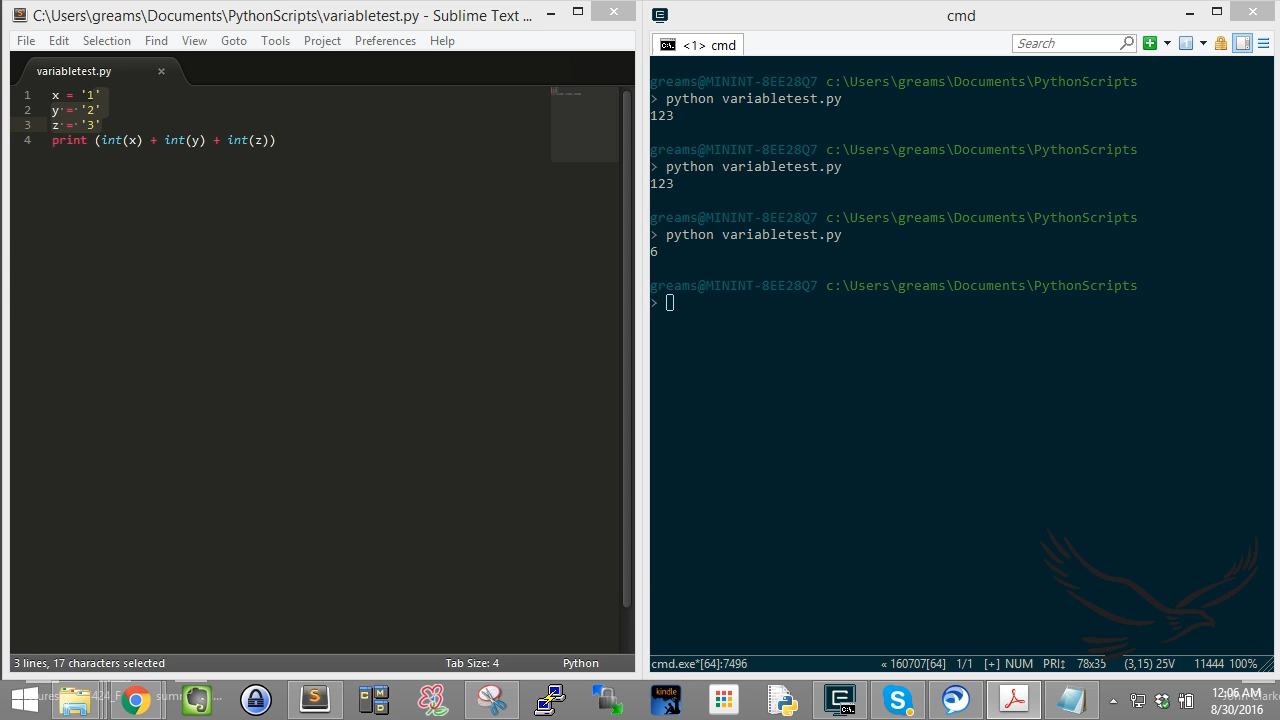 C:\Users\greams\Documents\PythonScripts\variabletest.py - Sublime Text ...
File Edit Selection Find View Goto Tools Project Preferences Help
variabletest.py
1 x = '1'
2 y = '2'
3 z = '3'
4 print (int(x) + int(y) + int(z))
3 lines, 17 characters selected Tab Size: 4 Python
cmd
<1> cmd Search
greams@MININT-8EE28Q7 c:\Users\greams\Documents\PythonScripts
> python variabletest.py
123
greams@MININT-8EE28Q7 c:\Users\greams\Documents\PythonScripts
> python variabletest.py
123
greams@MININT-8EE28Q7 c:\Users\greams\Documents\PythonScripts
> python variabletest.py
6
greams@MININT-8EE28Q7 c:\Users\greams\Documents\PythonScripts
>
cmd.exe*[64]:7496 « 160707[64] 1/1 [+] NUM PRI↕ 78x35 (3,15) 25V 11444 100%
kindle
12:06 AM
8/30/2016